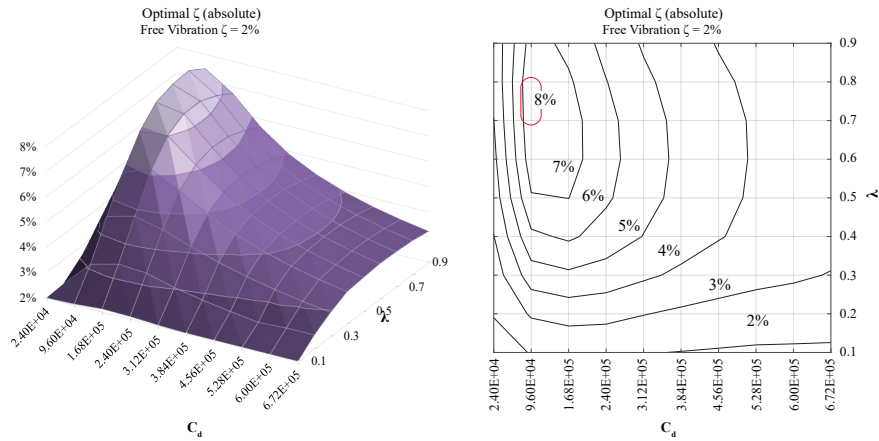 Optimal ζ (absolute)
Free Vibration ζ = 2%
8%
7%
6%
5%
4%
3%
2%
2.40E+04
9.60E+04
1.68E+05
2.40E+05
3.12E+05
3.84E+05
4.56E+05
5.28E+05
6.00E+05
6.72E+05
0.1
0.3
0.5
0.7
0.9
λ
C_d
Optimal ζ (absolute)
Free Vibration ζ = 2%
8%
7%
6%
5%
4%
3%
2%
0.9
0.8
0.7
0.6
0.5
0.4
0.3
0.2
0.1
λ
2.40E+04
9.60E+04
1.68E+05
2.40E+05
3.12E+05
3.84E+05
4.56E+05
5.28E+05
6.00E+05
6.72E+05
C_d